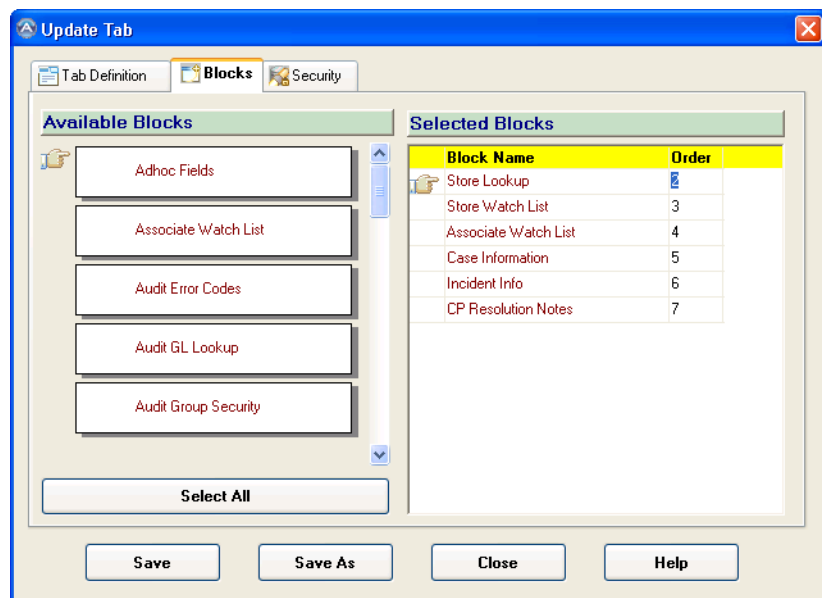 Update Tab
Tab Definition Blocks Security
Available Blocks
Adhoc Fields
Associate Watch List
Audit Error Codes
Audit GL Lookup
Audit Group Security
Select All
Selected Blocks
Block Name Order
Store Lookup 2
Store Watch List 3
Associate Watch List 4
Case Information 5
Incident Info 6
CP Resolution Notes 7
Save Save As Close Help